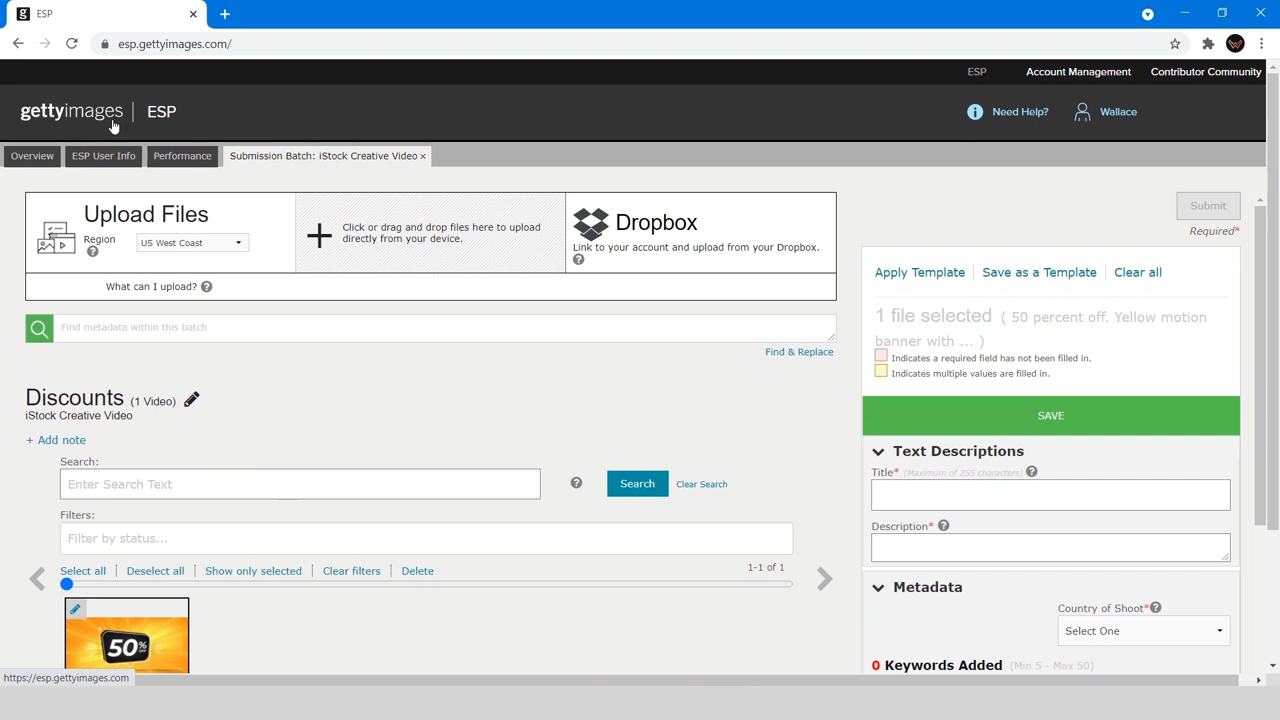 ESP
esp.gettyimages.com/
ESP
Account Management
Contributor Community
gettyimages
ESP
Need Help?
Wallace
Overview
ESP User Info
Performance
Submission Batch: iStock Creative Video ×
Upload Files
Region
US West Coast
Click or drag and drop files here to upload
directly from your device.
Dropbox
Link to your account and upload from your Dropbox.
What can I upload?
Submit
Required*
Find metadata within this batch
Find & Replace
Apply Template
Save as a Template
Clear all
1 file selected ( 50 percent off. Yellow motion
banner with ... )
Indicates a required field has not been filled in.
Indicates multiple values are filled in.
SAVE
Discounts (1 Video)
iStock Creative Video
+ Add note
Search:
Enter Search Text
Search
Clear Search
Filters:
Filter by status...
Select all
Deselect all
Show only selected
Clear filters
Delete
1-1 of 1
50%
Text Descriptions
Title* (Maximum of 255 characters)
Description*
Metadata
Country of Shoot*
Select One
0 Keywords Added (Min 5 - Max 50)
https://esp.gettyimages.com